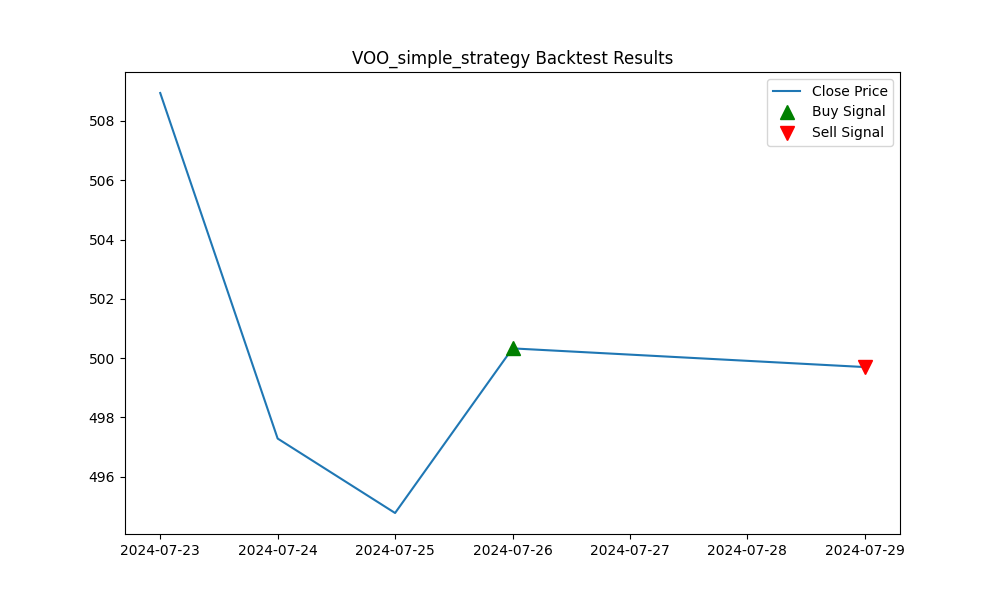 VOO_simple_strategy Backtest Results
Close Price
Buy Signal
Sell Signal
508
506
504
502
500
498
496
2024-07-23 2024-07-24 2024-07-25 2024-07-26 2024-07-27 2024-07-28 2024-07-29